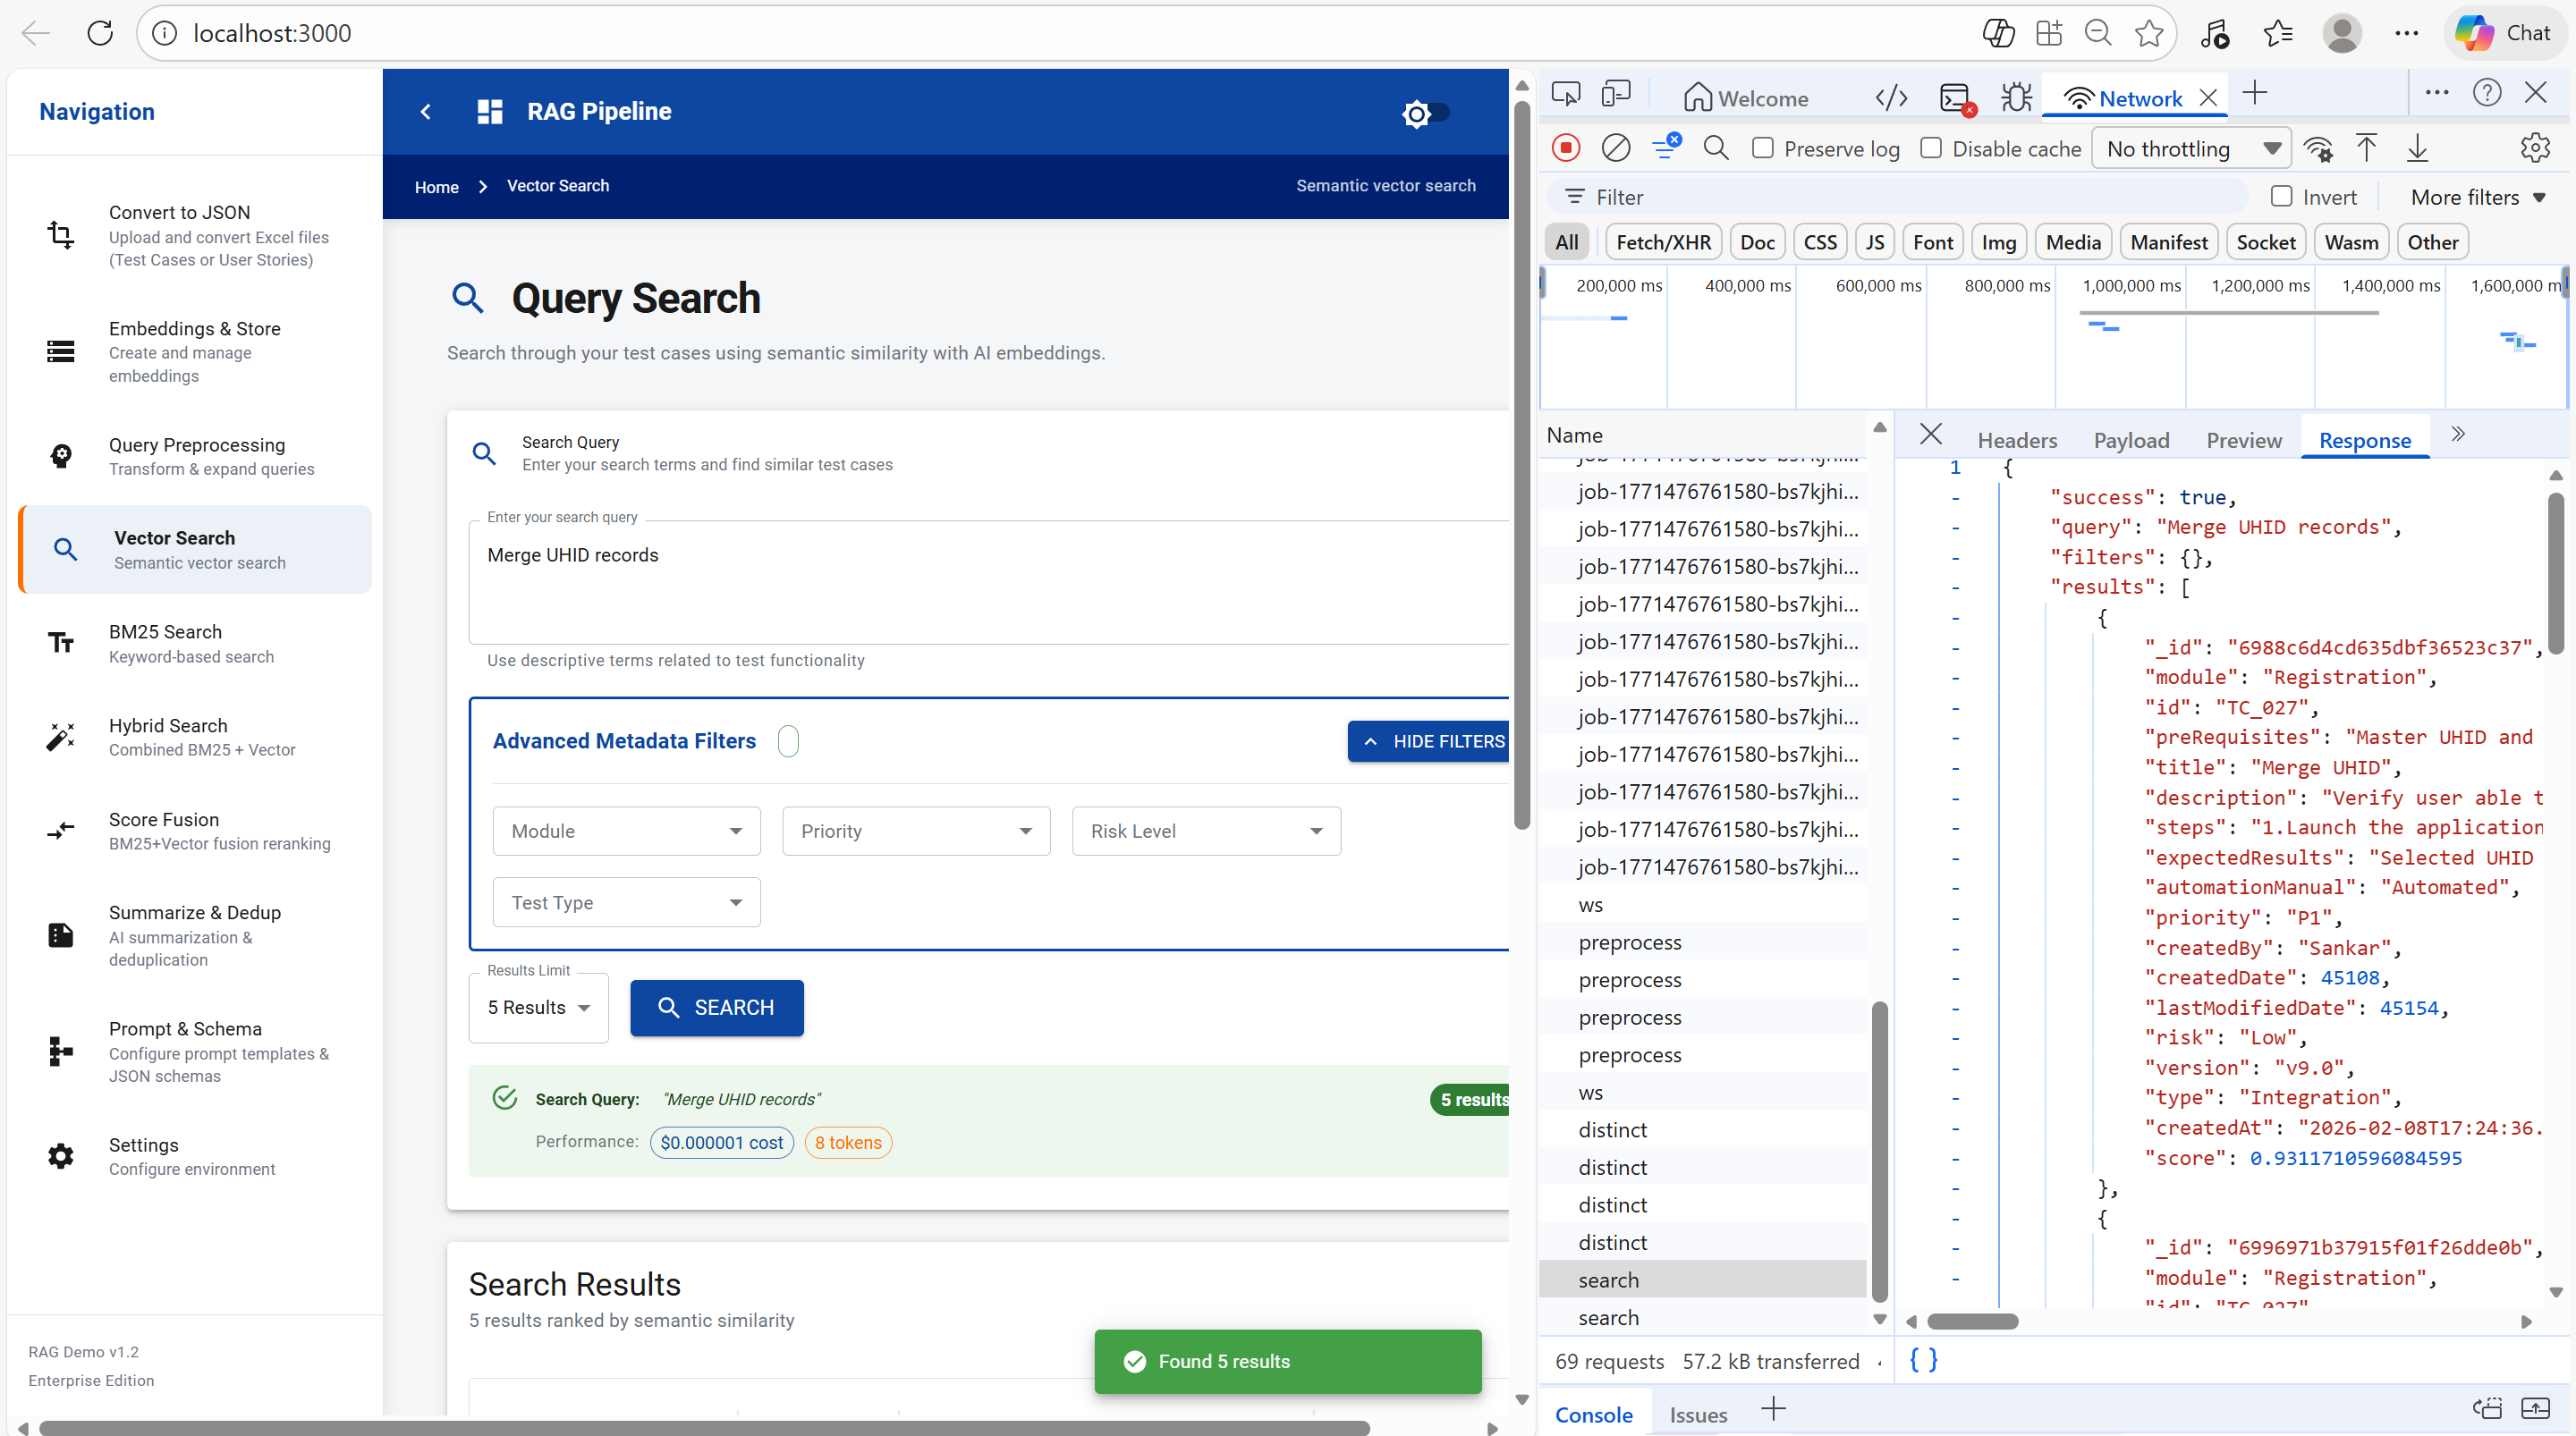 localhost:3000
Chat
Navigation
Convert to JSON
Upload and convert Excel files
(Test Cases or User Stories)
Embeddings & Store
Create and manage
embeddings
Query Preprocessing
Transform & expand queries
Vector Search
Semantic vector search
BM25 Search
Keyword-based search
Hybrid Search
Combined BM25 + Vector
Score Fusion
BM25+Vector fusion reranking
Summarize & Dedup
AI summarization &
deduplication
Prompt & Schema
Configure prompt templates &
JSON schemas
Settings
Configure environment
RAG Demo v1.2
Enterprise Edition
RAG Pipeline
Home > Vector Search
Semantic vector search
Query Search
Search through your test cases using semantic similarity with AI embeddings.
Search Query
Enter your search terms and find similar test cases
Enter your search query
Merge UHID records
Use descriptive terms related to test functionality
Advanced Metadata Filters
HIDE FILTERS
Module
Priority
Risk Level
Test Type
Results Limit
5 Results
SEARCH
Search Query: "Merge UHID records"
5 results
Performance: $0.000001 cost 8 tokens
Search Results
5 results ranked by semantic similarity
Found 5 results
Welcome
Network
Preserve log
Disable cache
No throttling
Filter
Invert
More filters
All Fetch/XHR Doc CSS JS Font Img Media Manifest Socket Wasm Other
200,000 ms 400,000 ms 600,000 ms 800,000 ms 1,000,000 ms 1,200,000 ms 1,400,000 ms 1,600,000 m
Name
job-1771476761580-bs7kjhi...
job-1771476761580-bs7kjhi...
job-1771476761580-bs7kjhi...
job-1771476761580-bs7kjhi...
job-1771476761580-bs7kjhi...
job-1771476761580-bs7kjhi...
job-1771476761580-bs7kjhi...
job-1771476761580-bs7kjhi...
job-1771476761580-bs7kjhi...
job-1771476761580-bs7kjhi...
job-1771476761580-bs7kjhi...
job-1771476761580-bs7kjhi...
ws
preprocess
preprocess
preprocess
preprocess
ws
distinct
distinct
distinct
distinct
search
search
Headers Payload Preview Response
1 {
"success": true,
"query": "Merge UHID records",
"filters": {},
"results": [
{
"_id": "6988c6d4cd635dbf36523c37",
"module": "Registration",
"id": "TC_027",
"preRequisites": "Master UHID and
"title": "Merge UHID",
"description": "Verify user able t
"steps": "1.Launch the application
"expectedResults": "Selected UHID
"automationManual": "Automated",
"priority": "P1",
"createdBy": "Sankar",
"createdDate": 45108,
"lastModifiedDate": 45154,
"risk": "Low",
"version": "v9.0",
"type": "Integration",
"createdAt": "2026-02-08T17:24:36.
"score": 0.9311710596084595
},
{
"_id": "6996971b37915f01f26dde0b",
"module": "Registration",
"id": "TC_027"
69 requests 57.2 kB transferred
{ }
Console
Issues